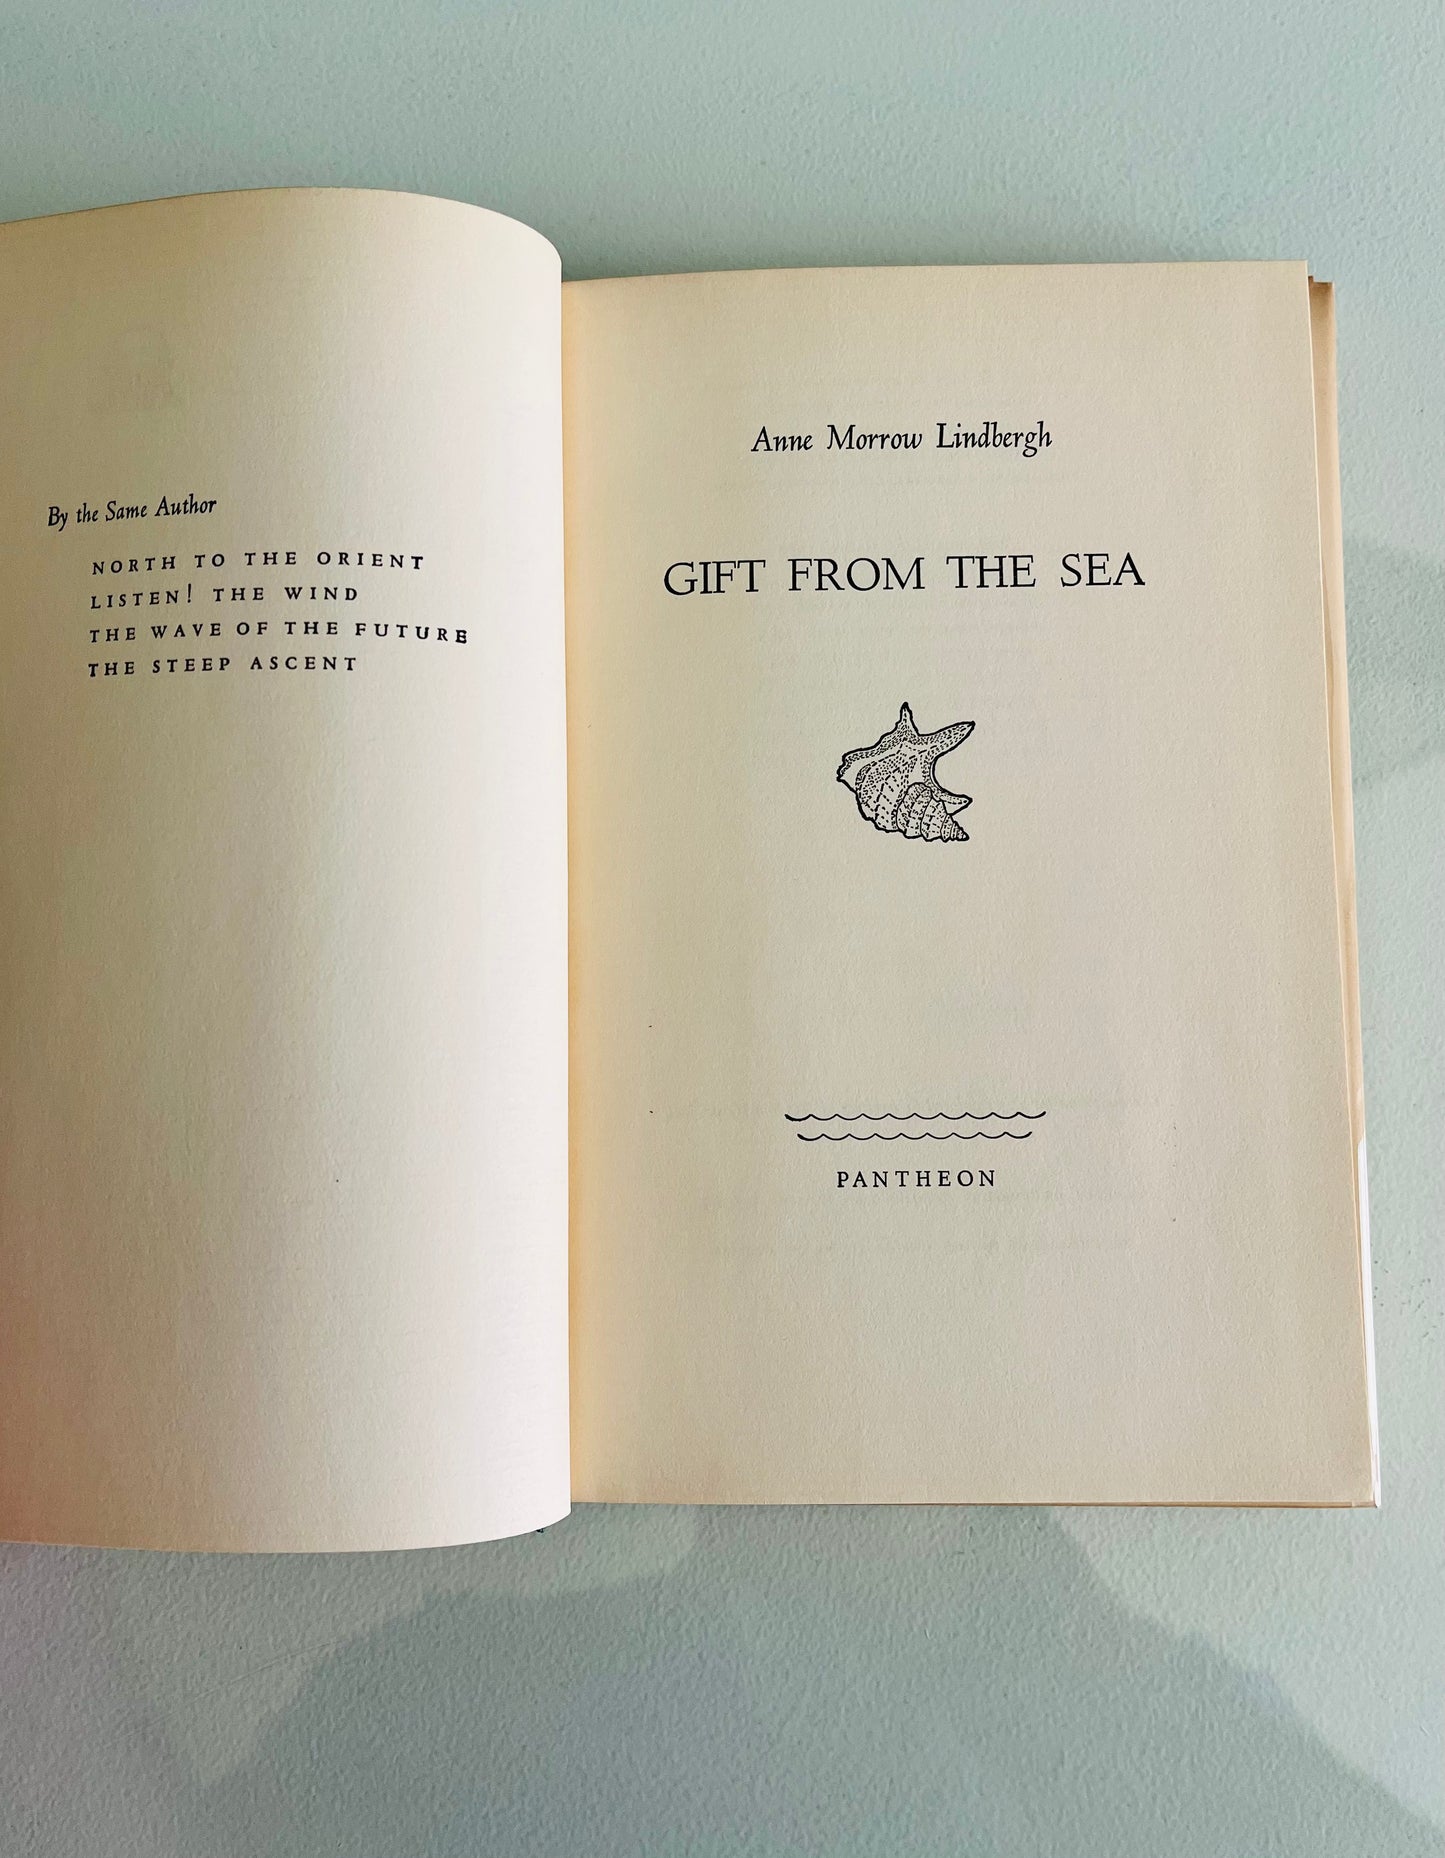 By the Same Author
NORTH TO THE ORIENT
LISTEN! THE WIND
THE WAVE OF THE FUTURE
THE STEEP ASCENT
Anne Morrow Lindbergh
GIFT FROM THE SEA
PANTHEON